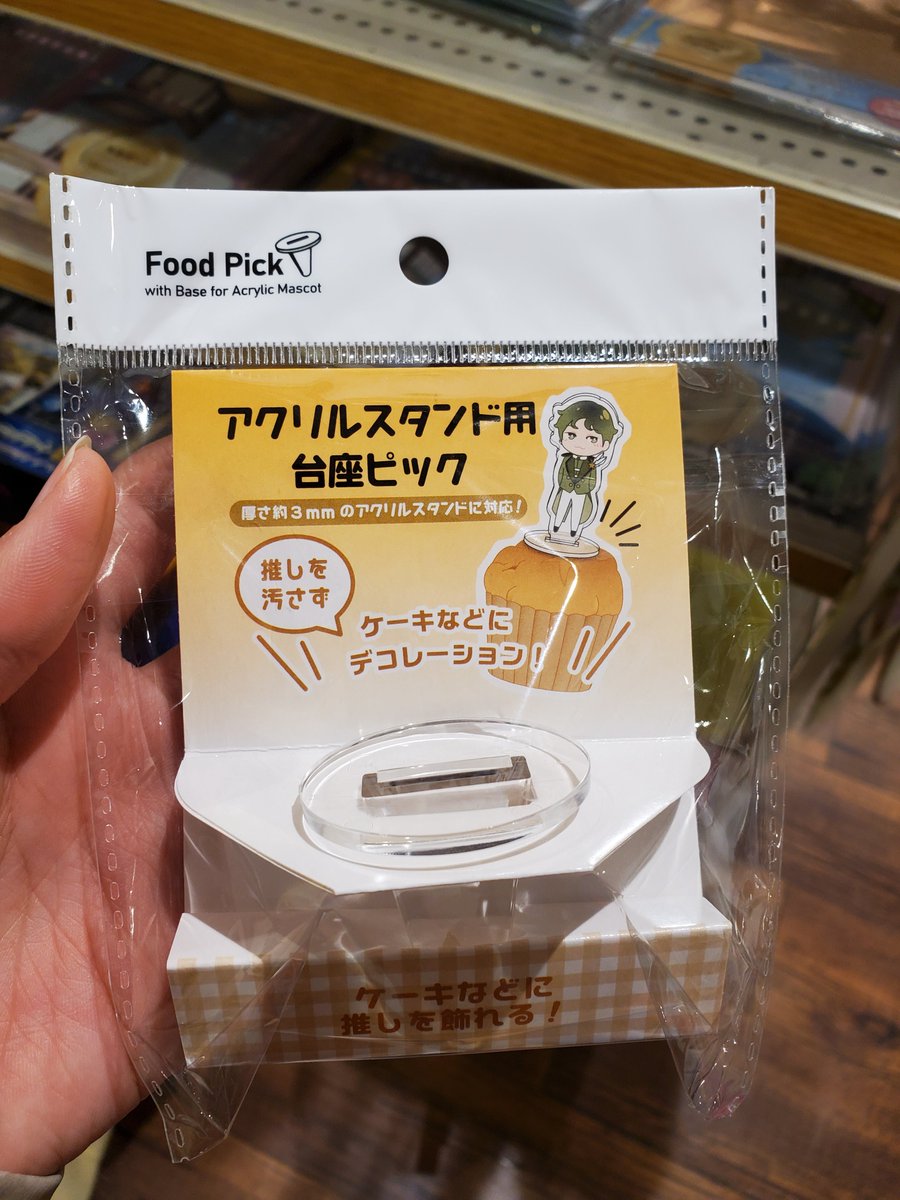 Food Pick
with Base for Acrylic Mascot
アクリルスタンド用
台座ピック
厚さ約3mmのアクリルスタンドに対応!
推しを
汚さず
ケーキなどに
デコレーション!
ケーキなどに
推しを飾れる!